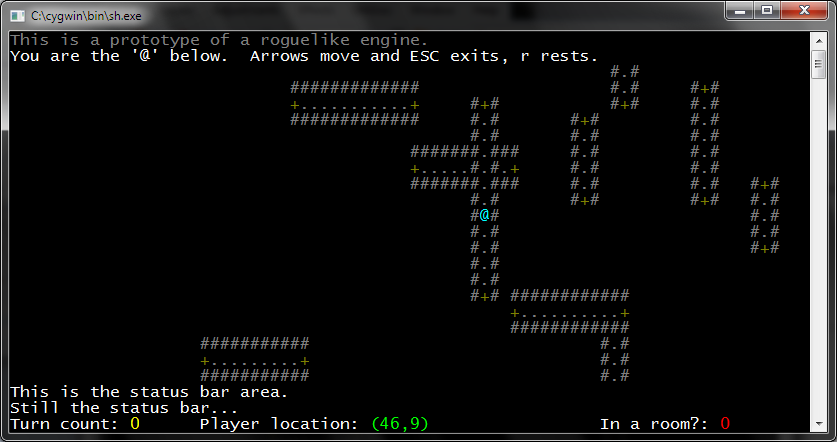 C:\cygwin\bin\sh.exe
This is a prototype of a roguelike engine.
You are the '@' below.  Arrows move and ESC exits, r rests.
@
This is the status bar area.
Still the status bar...
Turn count: 0      Player location: (46,9)                 In a room?: 0